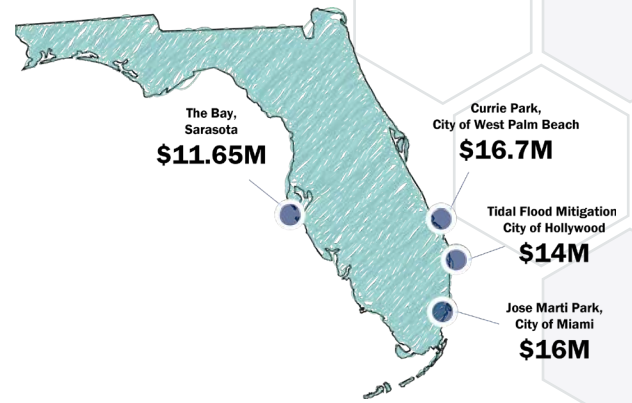 The Bay,
Sarasota
$11.65M
Currie Park,
City of West Palm Beach
$16.7M
Tidal Flood Mitigation
City of Hollywood
$14M
Jose Marti Park,
City of Miami
$16M